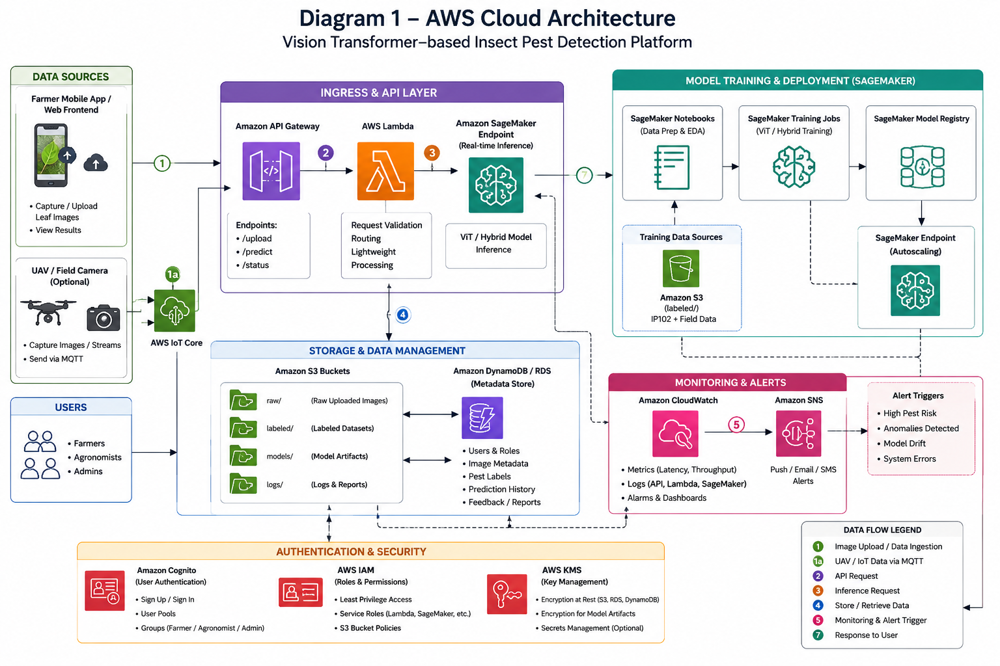 Diagram 1 – AWS Cloud Architecture
Vision Transformer–based Insect Pest Detection Platform
DATA SOURCES
Farmer Mobile App /
Web Frontend
• Capture / Upload
Leaf Images
• View Results
UAV / Field Camera
(Optional)
• Capture Images / Streams
• Send via MQTT
1
1a
AWS IoT Core
USERS
• Farmers
• Agronomists
• Admins
INGRESS & API LAYER
Amazon API Gateway
</>
Endpoints:
• /upload
• /predict
• /status
2
AWS Lambda
Request Validation
Routing
Lightweight
Processing
3
Amazon SageMaker
Endpoint
(Real-time Inference)
ViT / Hybrid Model
Inference
7
4
STORAGE & DATA MANAGEMENT
Amazon S3 Buckets
raw/ (Raw Uploaded Images)
labeled/ (Labeled Datasets)
models/ (Model Artifacts)
logs/ (Logs & Reports)
Amazon DynamoDB / RDS
(Metadata Store)
• Users & Roles
• Image Metadata
• Pest Labels
• Prediction History
• Feedback / Reports
MODEL TRAINING & DEPLOYMENT (SAGEMAKER)
SageMaker Notebooks
(Data Prep & EDA)
SageMaker Training Jobs
(ViT / Hybrid Training)
SageMaker Model Registry
Training Data Sources
Amazon S3
(labeled/)
IP102 + Field Data
SageMaker Endpoint
(Autoscaling)
MONITORING & ALERTS
Amazon CloudWatch
• Metrics (Latency, Throughput)
• Logs (API, Lambda, SageMaker)
• Alarms & Dashboards
5
Amazon SNS
Push / Email / SMS
Alerts
Alert Triggers
• High Pest Risk
• Anomalies Detected
• Model Drift
• System Errors
AUTHENTICATION & SECURITY
Amazon Cognito
(User Authentication)
• Sign Up / Sign In
• User Pools
• Groups (Farmer / Agronomist / Admin)
AWS IAM
(Roles & Permissions)
• Least Privilege Access
• Service Roles (Lambda, SageMaker, etc.)
• S3 Bucket Policies
AWS KMS
(Key Management)
• Encryption at Rest (S3, RDS, DynamoDB)
• Encryption for Model Artifacts
• Secrets Management (Optional)
DATA FLOW LEGEND
1 Image Upload / Data Ingestion
1a UAV / IoT Data via MQTT
2 API Request
3 Inference Request
4 Store / Retrieve Data
5 Monitoring & Alert Trigger
7 Response to User